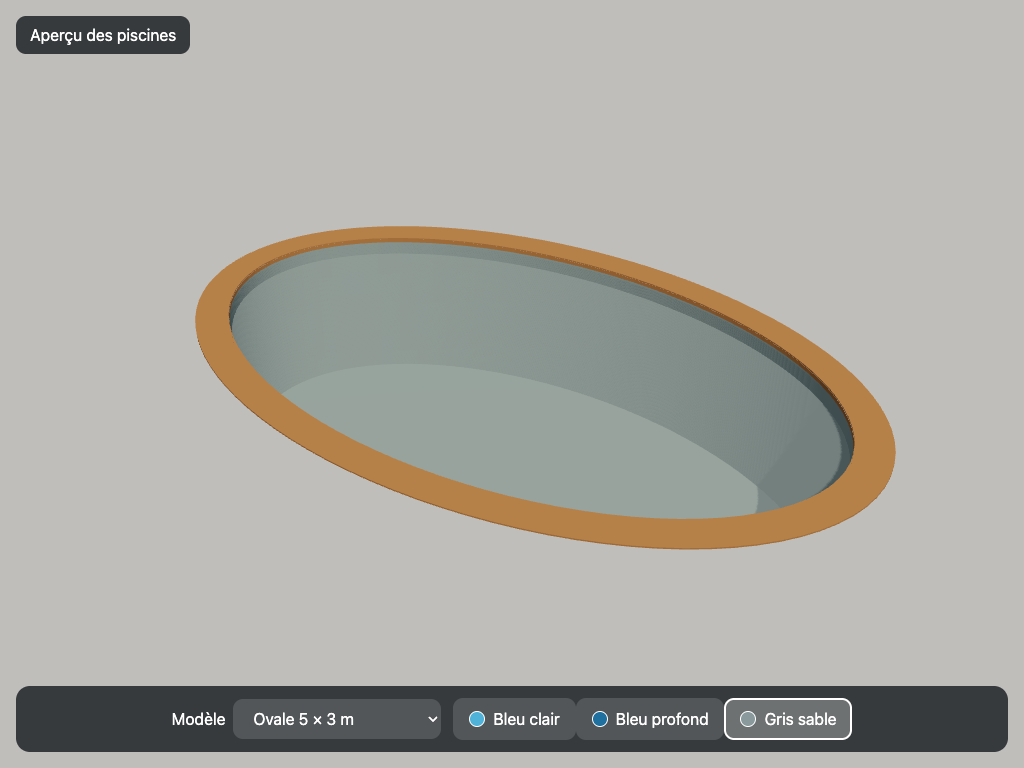 Aperçu des piscines
Modèle
Ovale 5 × 3 m
Bleu clair
Bleu profond
Gris sable